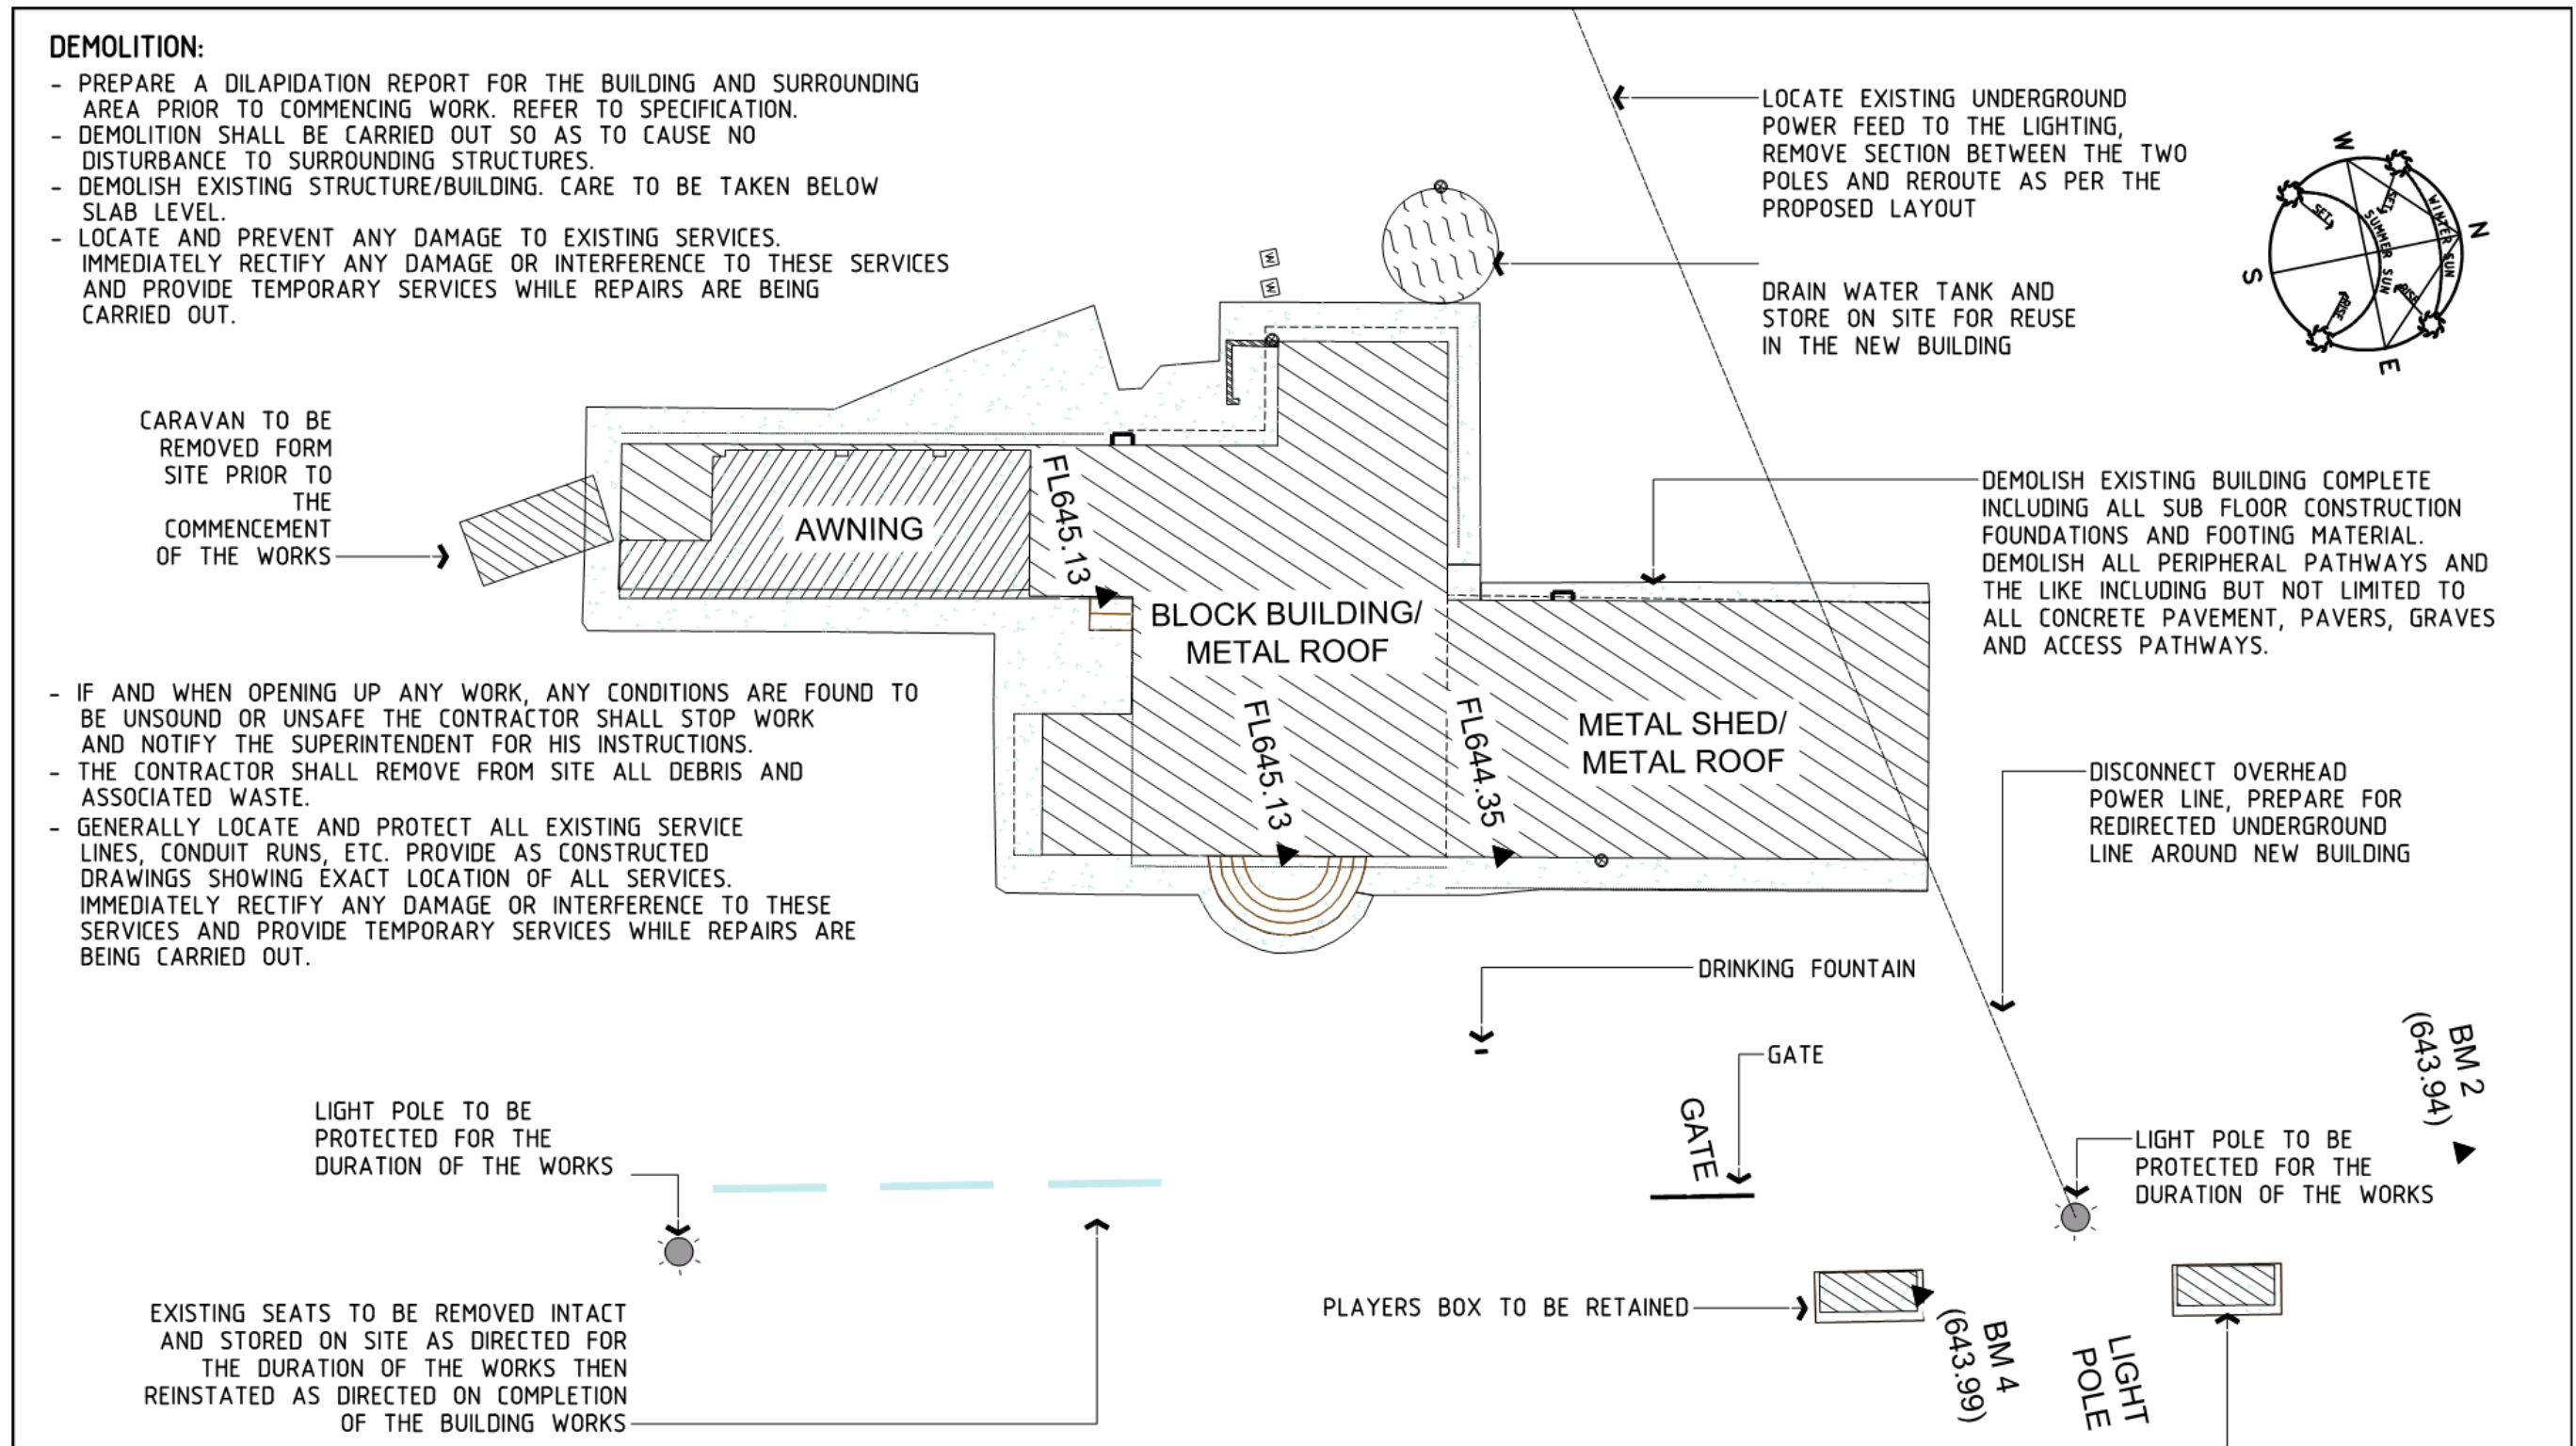 DEMOLITION:
- PREPARE A DILAPIDATION REPORT FOR THE BUILDING AND SURROUNDING
AREA PRIOR TO COMMENCING WORK. REFER TO SPECIFICATION.
- DEMOLITION SHALL BE CARRIED OUT SO AS TO CAUSE NO
DISTURBANCE TO SURROUNDING STRUCTURES.
- DEMOLISH EXISTING STRUCTURE/BUILDING. CARE TO BE TAKEN BELOW
SLAB LEVEL.
- LOCATE AND PREVENT ANY DAMAGE TO EXISTING SERVICES.
IMMEDIATELY RECTIFY ANY DAMAGE OR INTERFERENCE TO THESE SERVICES
AND PROVIDE TEMPORARY SERVICES WHILE REPAIRS ARE BEING
CARRIED OUT.
LOCATE EXISTING UNDERGROUND
POWER FEED TO THE LIGHTING,
REMOVE SECTION BETWEEN THE TWO
POLES AND REROUTE AS PER THE
PROPOSED LAYOUT
W
N
S
E
SET
SET
WINTER SUN
SUMMER SUN
RISE
RISE
W
W
DRAIN WATER TANK AND
STORE ON SITE FOR REUSE
IN THE NEW BUILDING
CARAVAN TO BE
REMOVED FORM
SITE PRIOR TO
THE
COMMENCEMENT
OF THE WORKS
AWNING
FL645.13
BLOCK BUILDING/
METAL ROOF
DEMOLISH EXISTING BUILDING COMPLETE
INCLUDING ALL SUB FLOOR CONSTRUCTION
FOUNDATIONS AND FOOTING MATERIAL.
DEMOLISH ALL PERIPHERAL PATHWAYS AND
THE LIKE INCLUDING BUT NOT LIMITED TO
ALL CONCRETE PAVEMENT, PAVERS, GRAVES
AND ACCESS PATHWAYS.
- IF AND WHEN OPENING UP ANY WORK, ANY CONDITIONS ARE FOUND TO
BE UNSOUND OR UNSAFE THE CONTRACTOR SHALL STOP WORK
AND NOTIFY THE SUPERINTENDENT FOR HIS INSTRUCTIONS.
- THE CONTRACTOR SHALL REMOVE FROM SITE ALL DEBRIS AND
ASSOCIATED WASTE.
- GENERALLY LOCATE AND PROTECT ALL EXISTING SERVICE
LINES, CONDUIT RUNS, ETC. PROVIDE AS CONSTRUCTED
DRAWINGS SHOWING EXACT LOCATION OF ALL SERVICES.
IMMEDIATELY RECTIFY ANY DAMAGE OR INTERFERENCE TO THESE
SERVICES AND PROVIDE TEMPORARY SERVICES WHILE REPAIRS ARE
BEING CARRIED OUT.
FL645.13
FL644.35
METAL SHED/
METAL ROOF
DISCONNECT OVERHEAD
POWER LINE, PREPARE FOR
REDIRECTED UNDERGROUND
LINE AROUND NEW BUILDING
DRINKING FOUNTAIN
GATE
GATE
BM 2
(643.94)
LIGHT POLE TO BE
PROTECTED FOR THE
DURATION OF THE WORKS
LIGHT POLE TO BE
PROTECTED FOR THE
DURATION OF THE WORKS
EXISTING SEATS TO BE REMOVED INTACT
AND STORED ON SITE AS DIRECTED FOR
THE DURATION OF THE WORKS THEN
REINSTATED AS DIRECTED ON COMPLETION
OF THE BUILDING WORKS
PLAYERS BOX TO BE RETAINED
BM 4
(643.99)
LIGHT
POLE